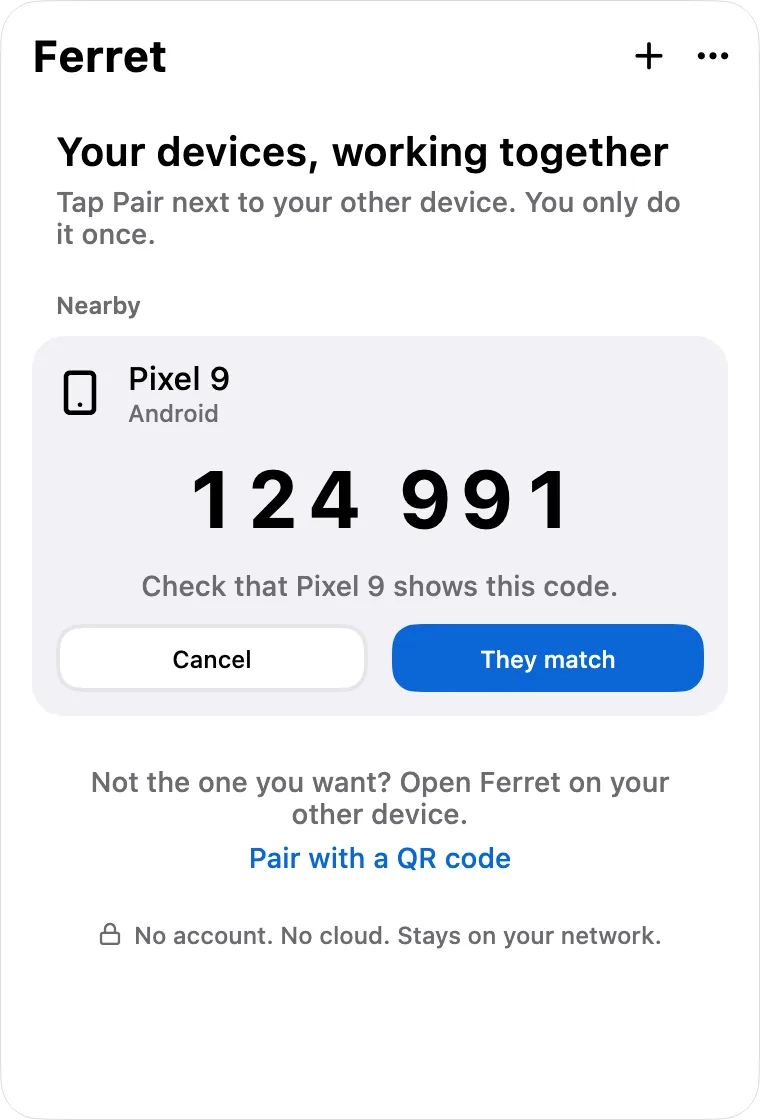 Ferret
Your devices, working together
Tap Pair next to your other device. You only do
it once.
Nearby
Pixel 9
Android
124 991
Check that Pixel 9 shows this code.
Cancel
They match
Not the one you want? Open Ferret on your
other device.
Pair with a QR code
No account. No cloud. Stays on your network.